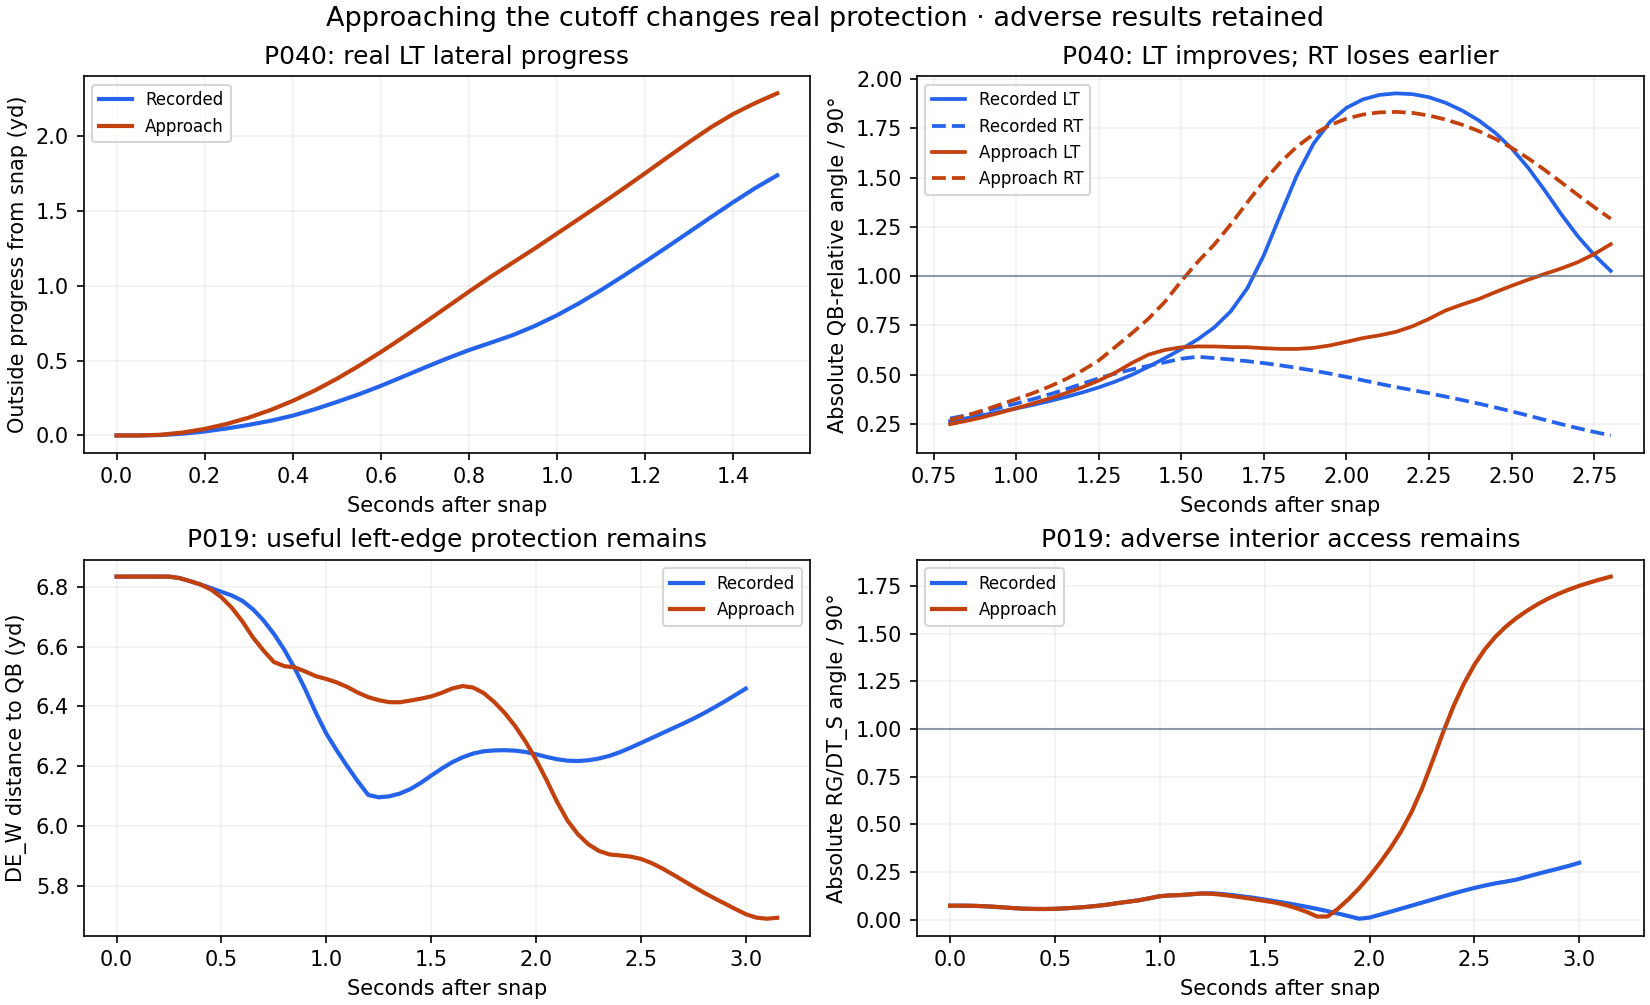 Approaching the cutoff changes real protection · adverse results retained
P040: real LT lateral progress
Outside progress from snap (yd)
2.0
1.5
1.0
0.5
0.0
Recorded
Approach
0.0 0.2 0.4 0.6 0.8 1.0 1.2 1.4
Seconds after snap
P040: LT improves; RT loses earlier
Absolute QB-relative angle / 90°
2.00
1.75
1.50
1.25
1.00
0.75
0.50
0.25
Recorded LT
Recorded RT
Approach LT
Approach RT
0.75 1.00 1.25 1.50 1.75 2.00 2.25 2.50 2.75
Seconds after snap
P019: useful left-edge protection remains
DE_W distance to QB (yd)
6.8
6.6
6.4
6.2
6.0
5.8
Recorded
Approach
0.0 0.5 1.0 1.5 2.0 2.5 3.0
Seconds after snap
P019: adverse interior access remains
Absolute RG/DT_S angle / 90°
1.75
1.50
1.25
1.00
0.75
0.50
0.25
0.00
Recorded
Approach
0.0 0.5 1.0 1.5 2.0 2.5 3.0
Seconds after snap